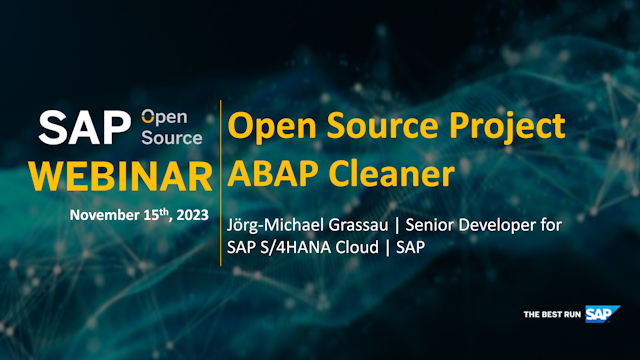 SAP Open
Source
WEBINAR
November 15th, 2023
Open Source Project
ABAP Cleaner
Jörg-Michael Grassau | Senior Developer for
SAP S/4HANA Cloud | SAP
THE BEST RUN SAP